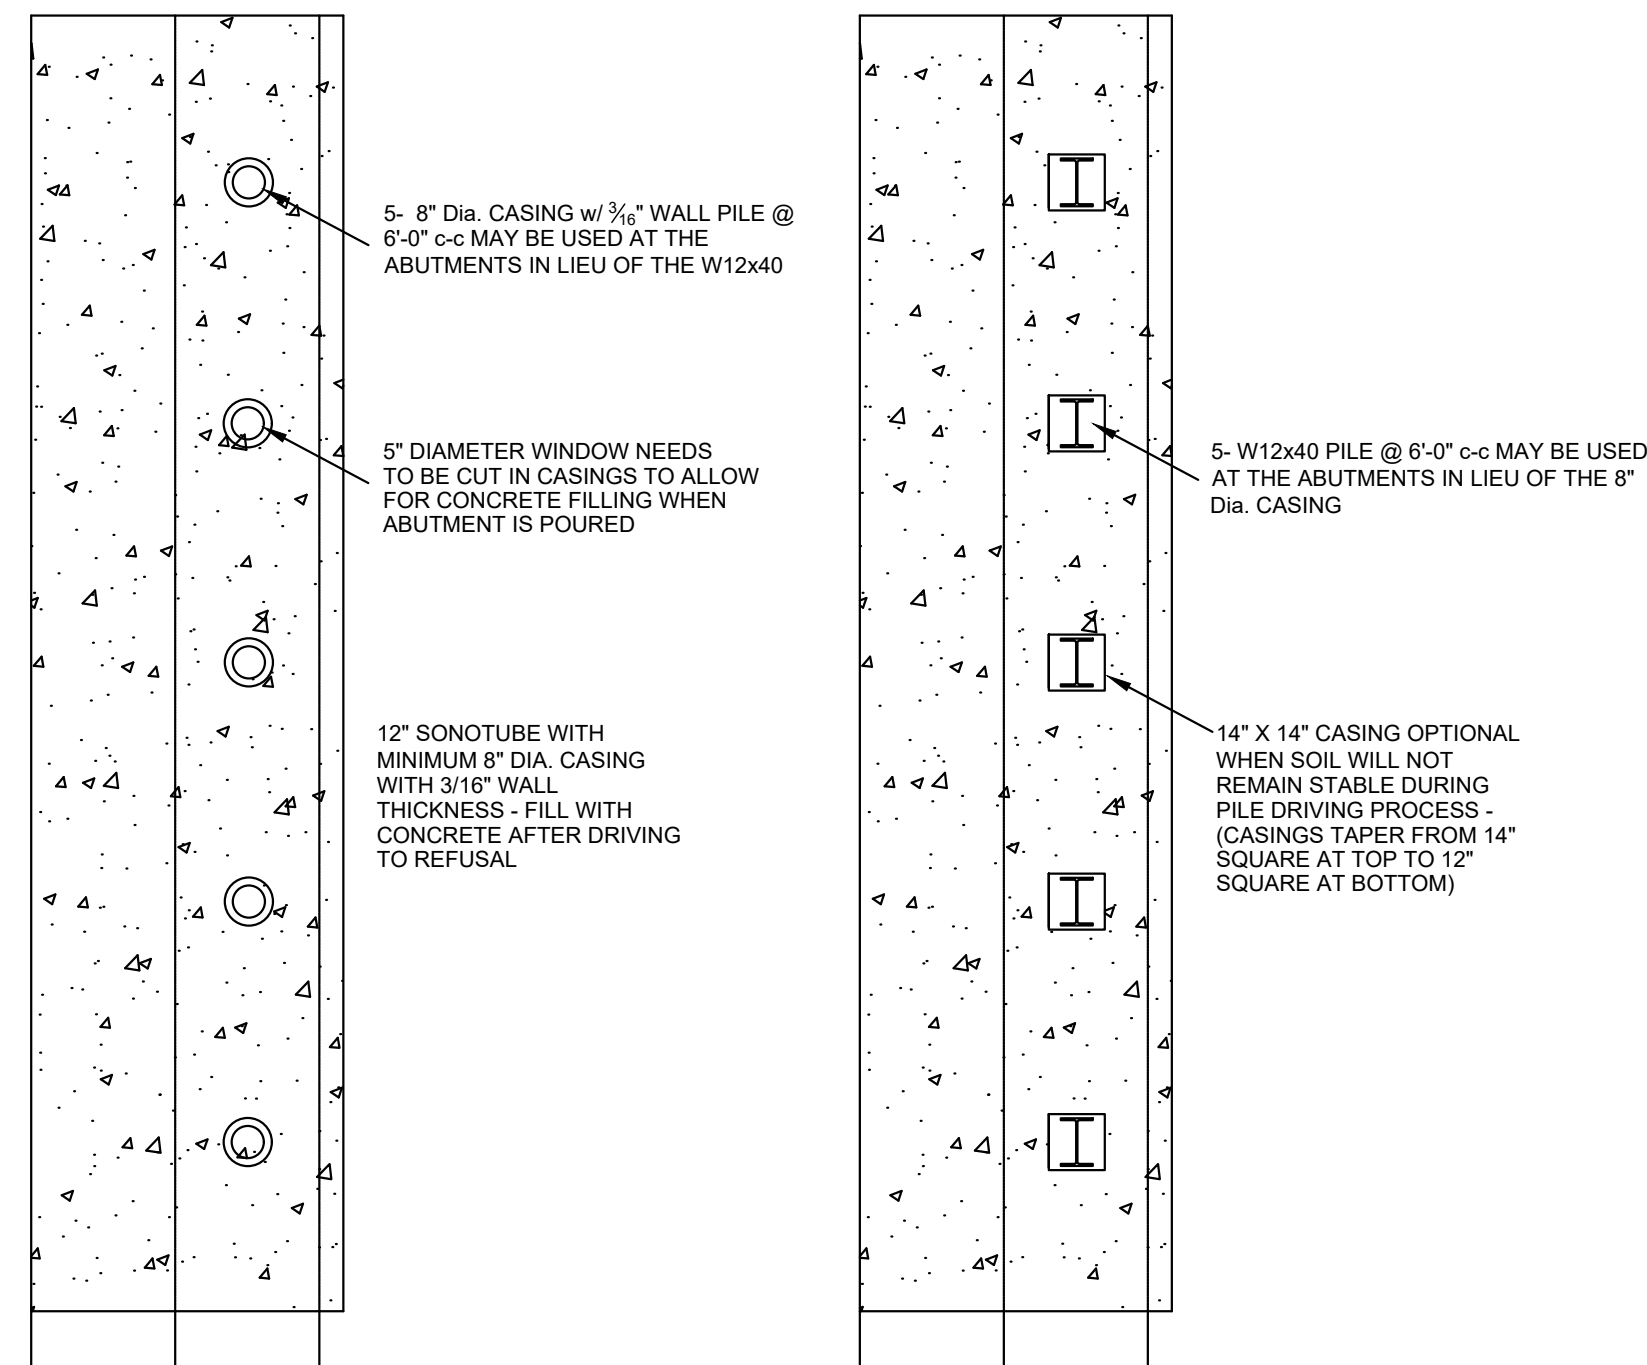 5- 8" Dia. CASING w/ 3⁄16" WALL PILE @
6'-0" c-c MAY BE USED AT THE
ABUTMENTS IN LIEU OF THE W12x40
5" DIAMETER WINDOW NEEDS
TO BE CUT IN CASINGS TO ALLOW
FOR CONCRETE FILLING WHEN
ABUTMENT IS POURED
12" SONOTUBE WITH
MINIMUM 8" DIA. CASING
WITH 3/16" WALL
THICKNESS - FILL WITH
CONCRETE AFTER DRIVING
TO REFUSAL
5- W12x40 PILE @ 6'-0" c-c MAY BE USED
AT THE ABUTMENTS IN LIEU OF THE 8"
Dia. CASING
14" X 14" CASING OPTIONAL
WHEN SOIL WILL NOT
REMAIN STABLE DURING
PILE DRIVING PROCESS -
(CASINGS TAPER FROM 14"
SQUARE AT TOP TO 12"
SQUARE AT BOTTOM)